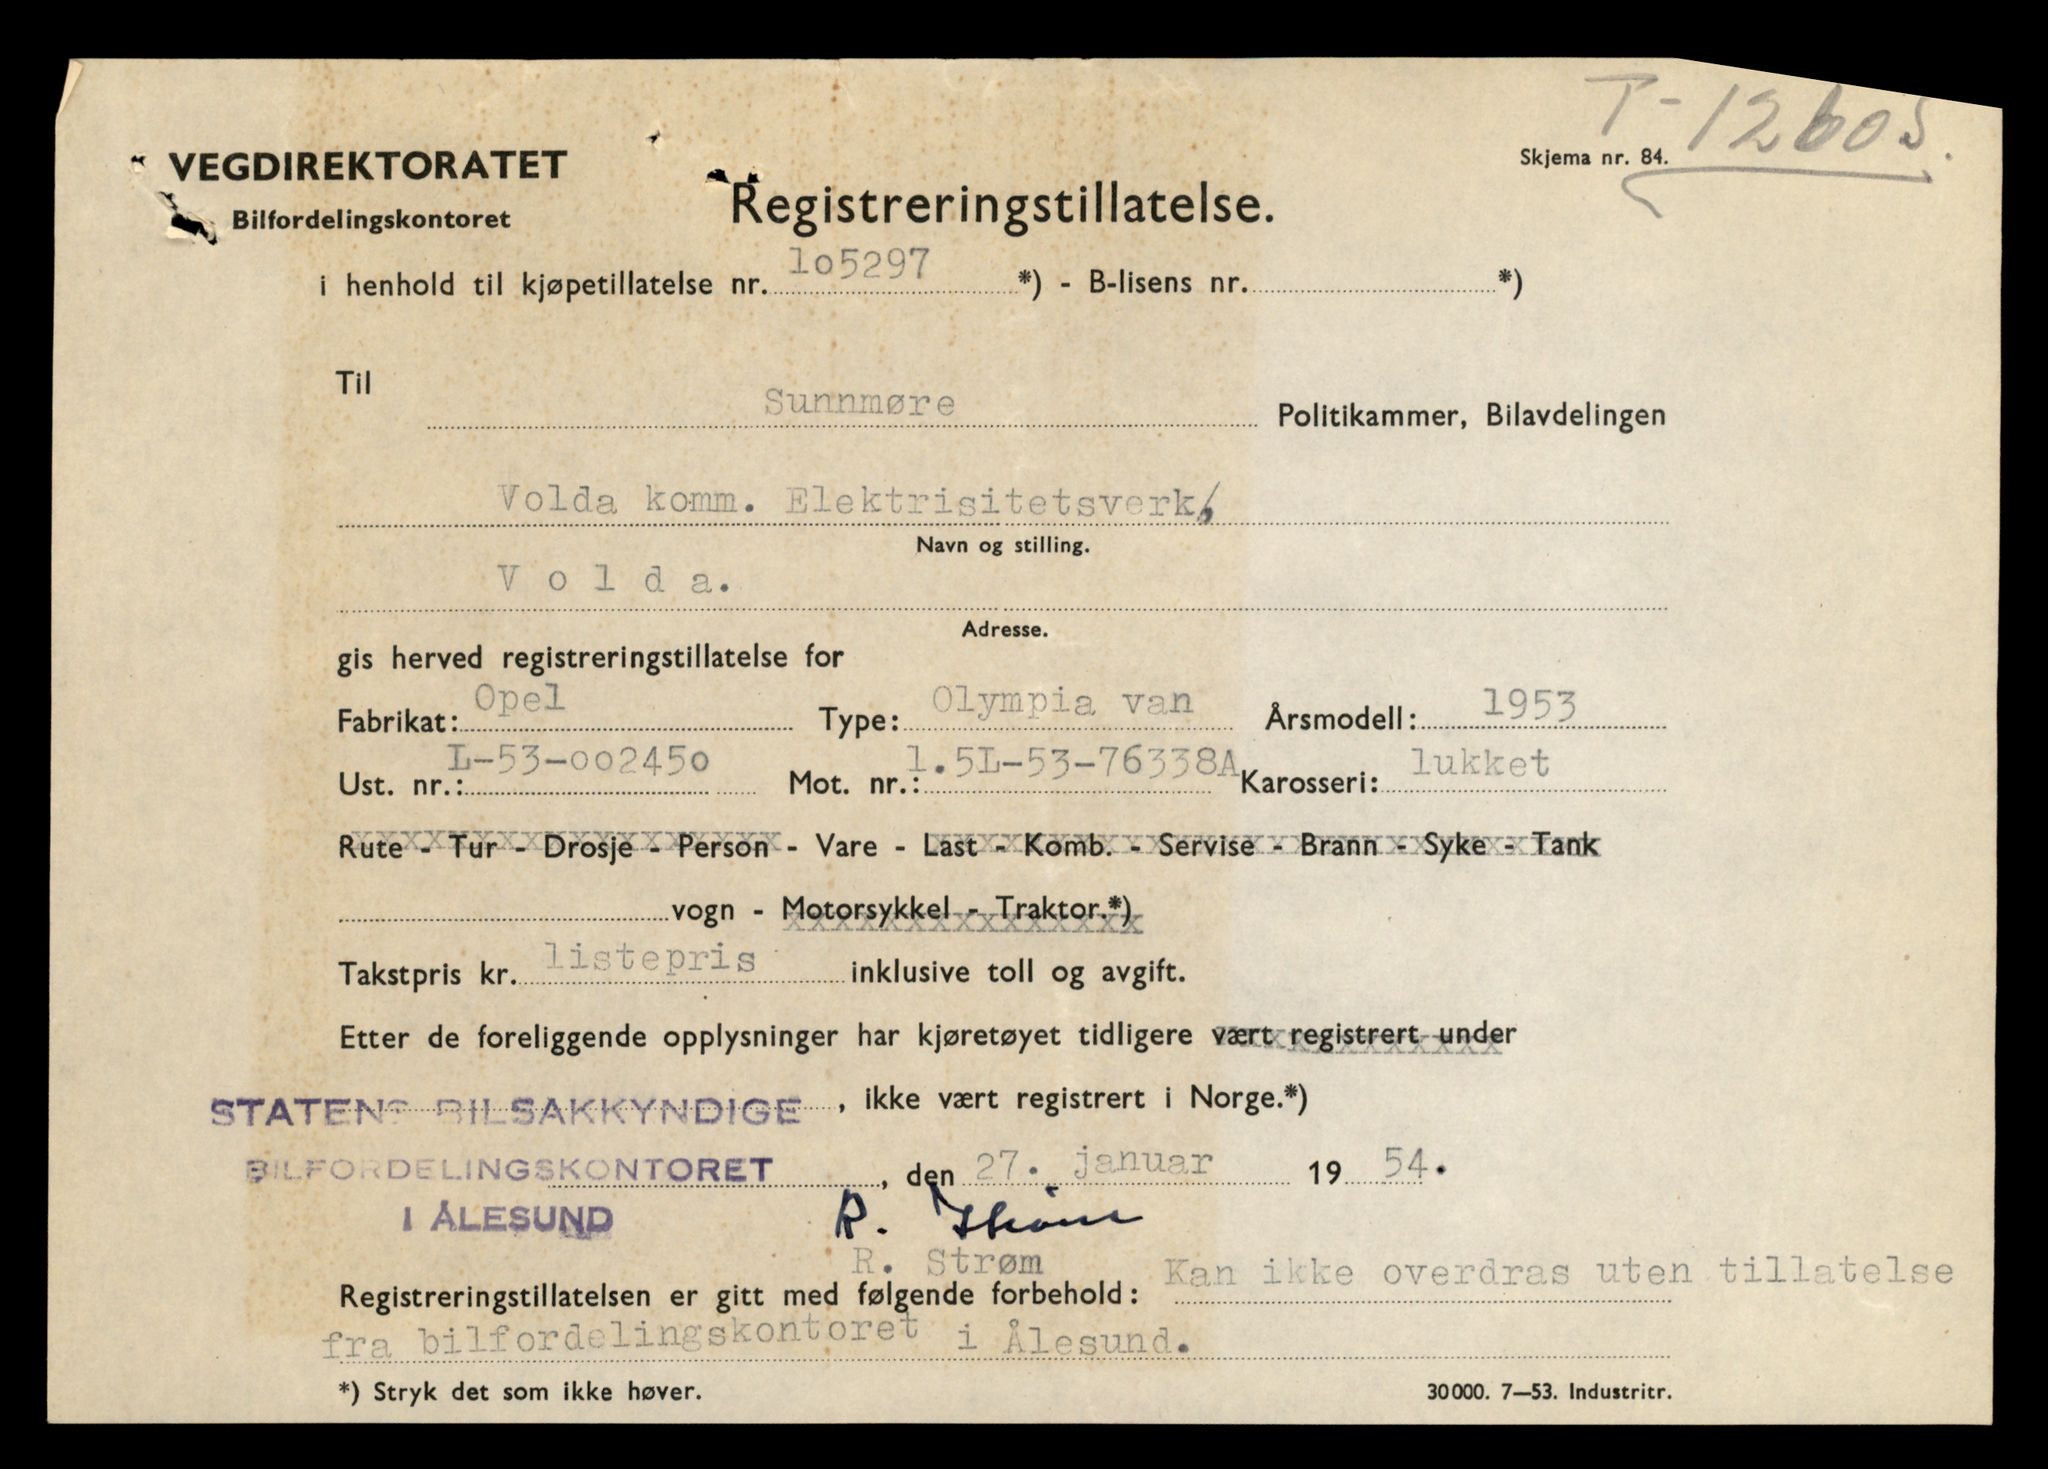 T-12605.
VEGDIREKTORATET
Skjema nr. 84.
Bilfordelingskontoret
Registreringstillatelse.
i henhold til kjøpetillatelse nr. lo5297 *) - B-lisens nr. *)
Til Sunnmøre Politikammer, Bilavdelingen
Volda komm. Elektrisitetsverk,
Navn og stilling.
V o l d a.
Adresse.
gis herved registreringstillatelse for
Fabrikat: Opel Type: Olympia van Årsmodell: 1953
Ust. nr.: L-53-oo245o Mot. nr.: 1.5L-53-76338A Karosseri: lukket
Rute - Tur - Drosje - Person - Vare - Last - Komb. - Servise - Brann - Syke - Tank
vogn - Motorsykkel - Traktor.*)
Takstpris kr. listepris inklusive toll og avgift.
Etter de foreliggende opplysninger har kjøretøyet tidligere vært registrert under
STATENS BILSAKKYNDIGE , ikke vært registrert i Norge.*)
BILFORDELINGSKONTORET , den 27. januar 19 54.
I ÅLESUND R. Strøm
R. Strøm
Registreringstillatelsen er gitt med følgende forbehold: Kan ikke overdras uten tillatelse
fra bilfordelingskontoret i Ålesund.
*) Stryk det som ikke høver. 30000. 7—53. Industritr.